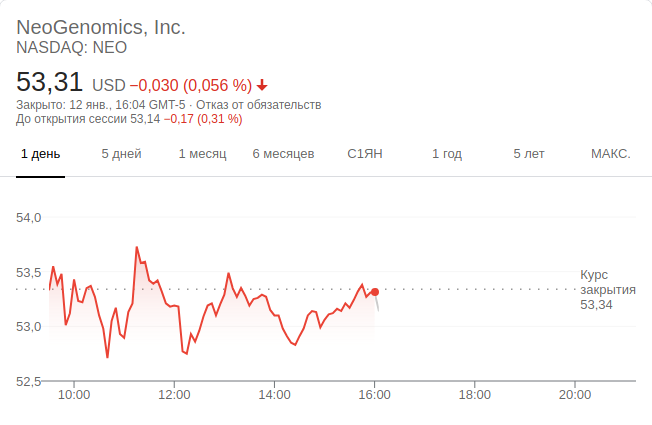 NeoGenomics, Inc.
NASDAQ: NEO
53,31 USD −0,030 (0,056 %)
Закрыто: 12 янв., 16:04 GMT-5 · Отказ от обязательств
До открытия сессии 53,14 −0,17 (0,31 %)
1 день 5 дней 1 месяц 6 месяцев С1ЯН 1 год 5 лет МАКС.
54,0
53,5
Курс
закрытия
53,34
53,0
52,5
10:00 12:00 14:00 16:00 18:00 20:00